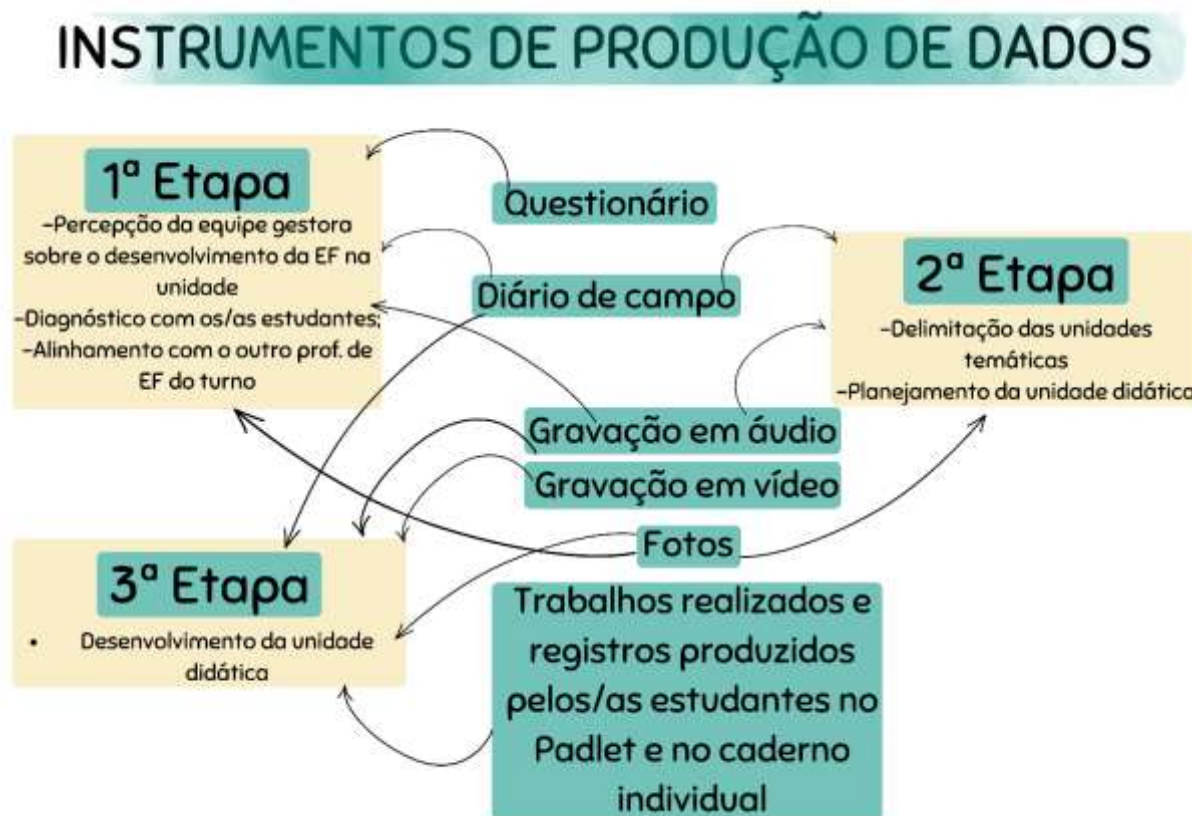 INSTRUMENTOS DE PRODUÇÃO DE DADOS
1ª Etapa
-Percepção da equipe gestora
sobre o desenvolvimento da EF na
unidade
-Diagnóstico com os/as estudantes;
-Alinhamento com o outro prof. de
EF do turno
Questionário
Diário de campo
2ª Etapa
-Delimitação das unidades
temáticas
-Planejamento da unidade didática
Gravação em áudio
Gravação em vídeo
Fotos
3ª Etapa
• Desenvolvimento da unidade
didática
Trabalhos realizados e
registros produzidos
pelos/as estudantes no
Padlet e no caderno
individual